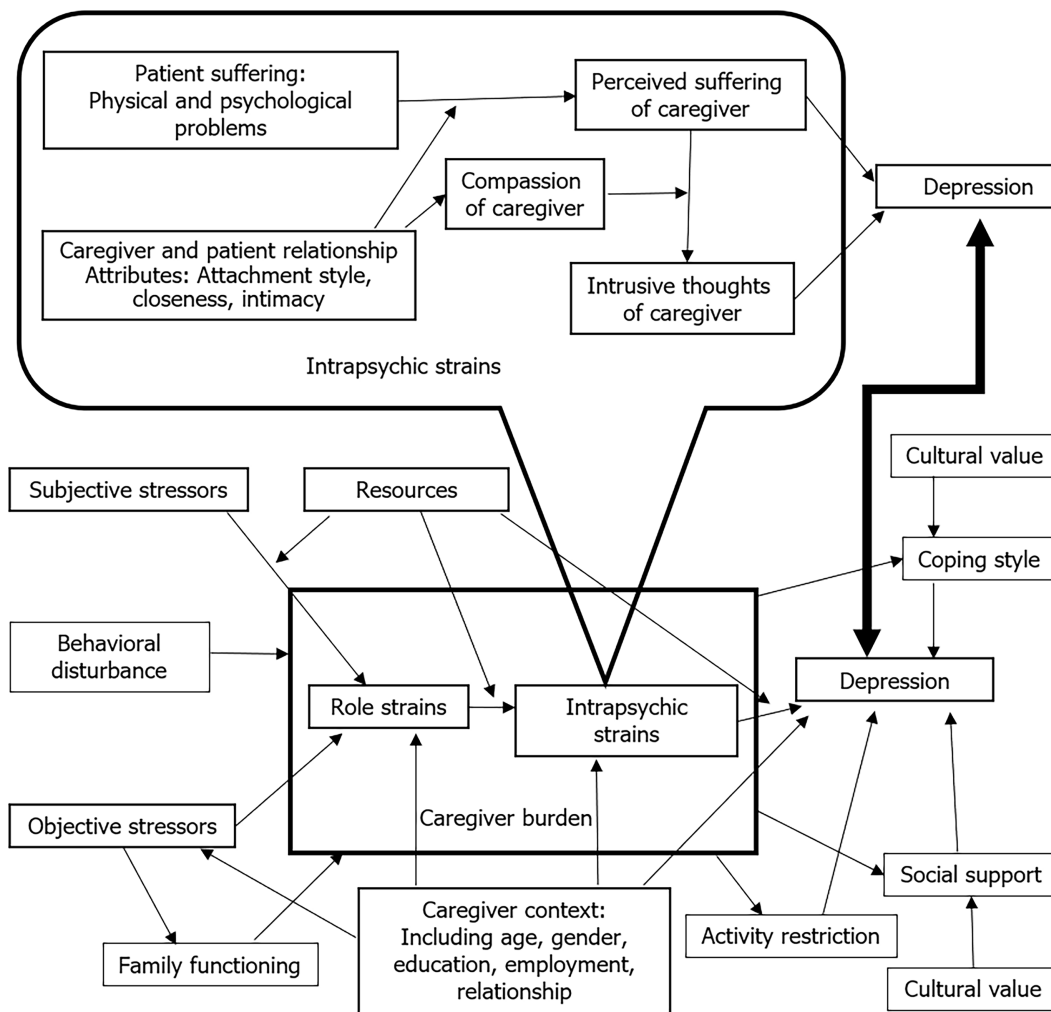 Patient suffering:
Physical and psychological
problems
Perceived suffering
of caregiver
Compassion
of caregiver
Depression
Caregiver and patient relationship
Attributes: Attachment style,
closeness, intimacy
Intrusive thoughts
of caregiver
Intrapsychic strains
Cultural value
Subjective stressors
Resources
Coping style
Behavioral
disturbance
Role strains
Intrapsychic
strains
Depression
Caregiver burden
Objective stressors
Social support
Caregiver context:
Including age, gender,
education, employment,
relationship
Activity restriction
Family functioning
Cultural value